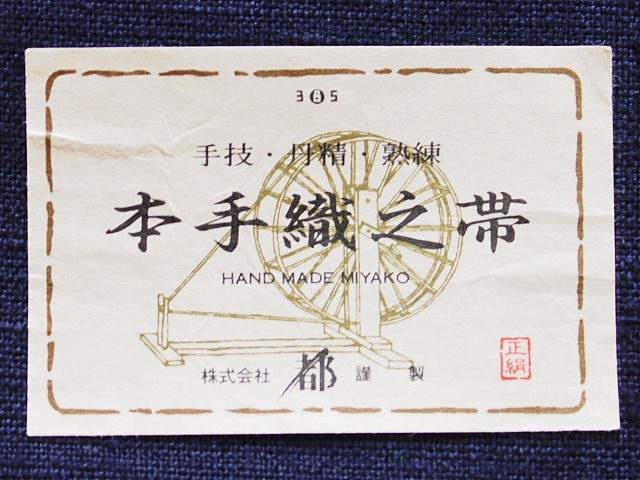 305
手技・丹精・熟練
本手織之帯
HAND MADE MIYAKO
株式会社 都 謹製
正絹